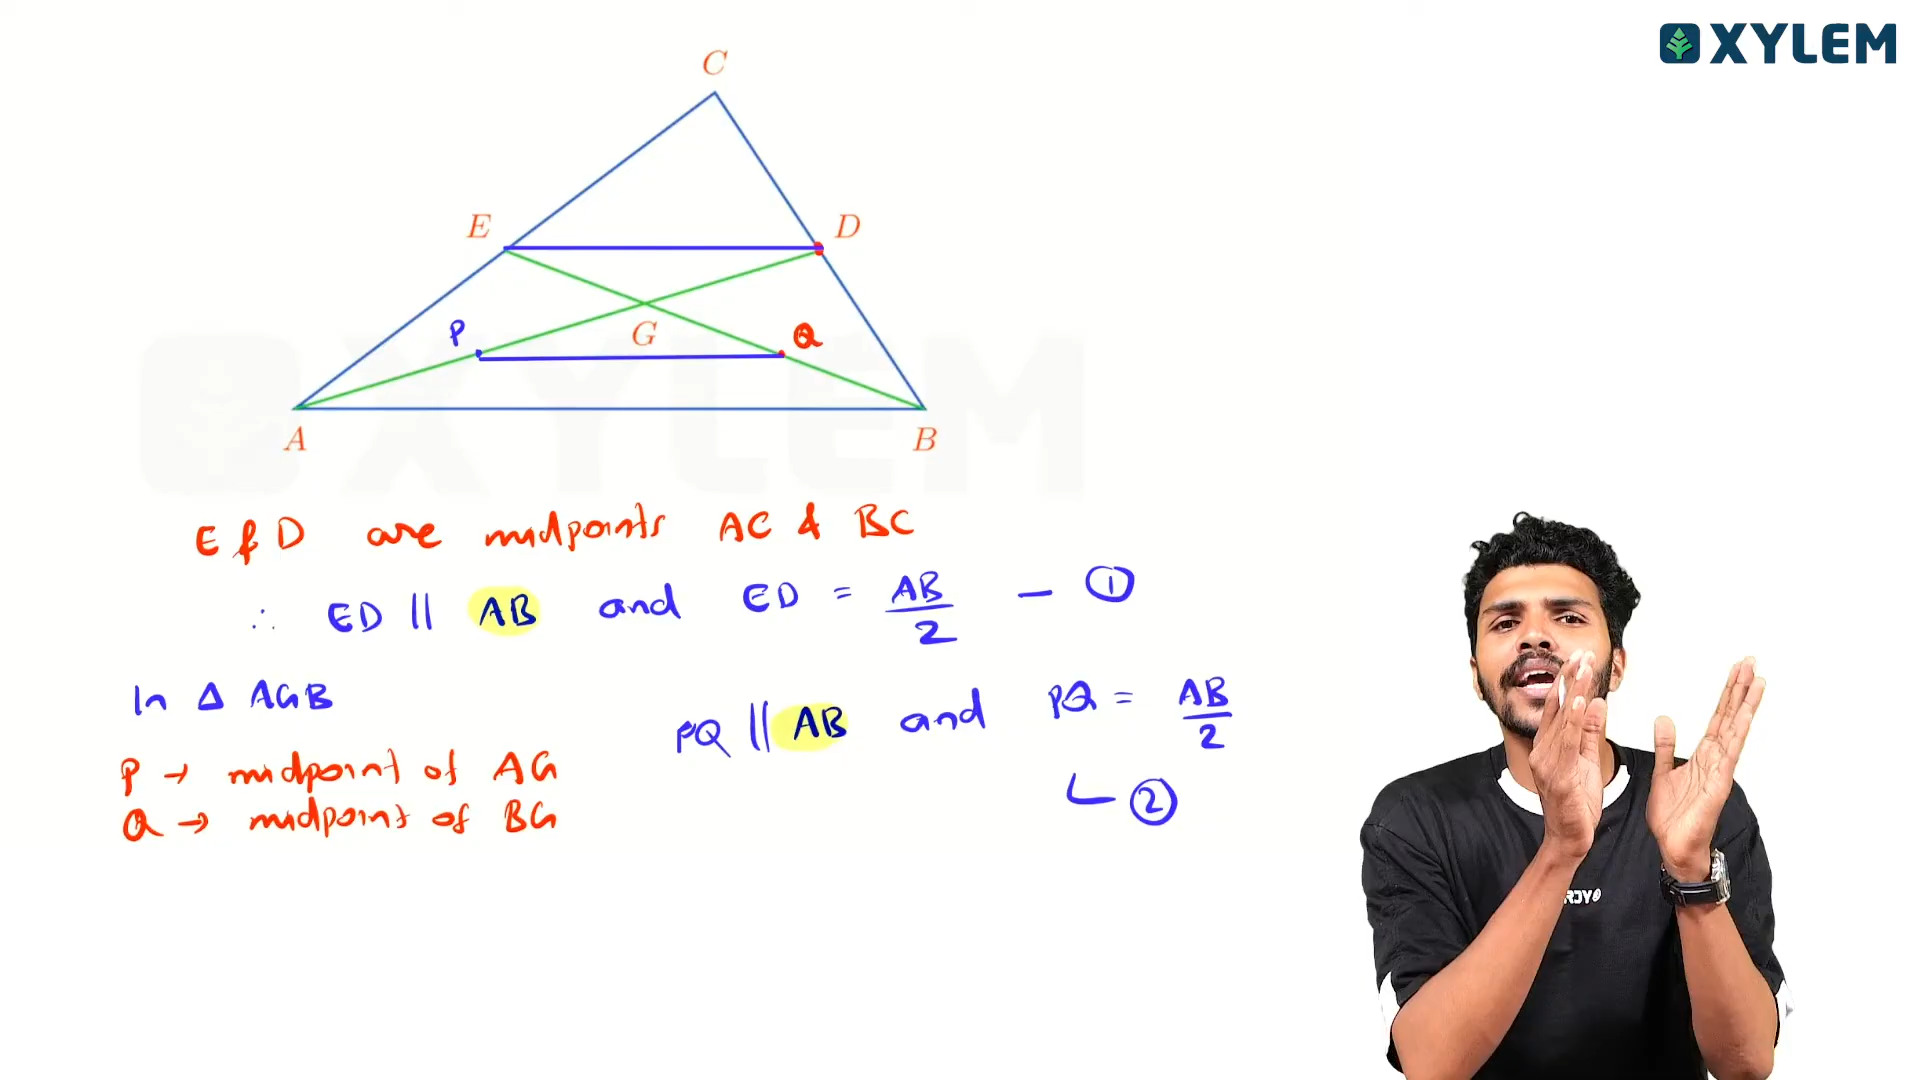 XYLEM
C
E
D
P
G
Q
A
B
E & D are midpoints AC & BC
∴ ED || AB and ED = AB/2 — ①
In Δ AGB
PQ || AB and PQ = AB/2
P → midpoint of AG
② 
Q → midpoint of BG
XYLEM